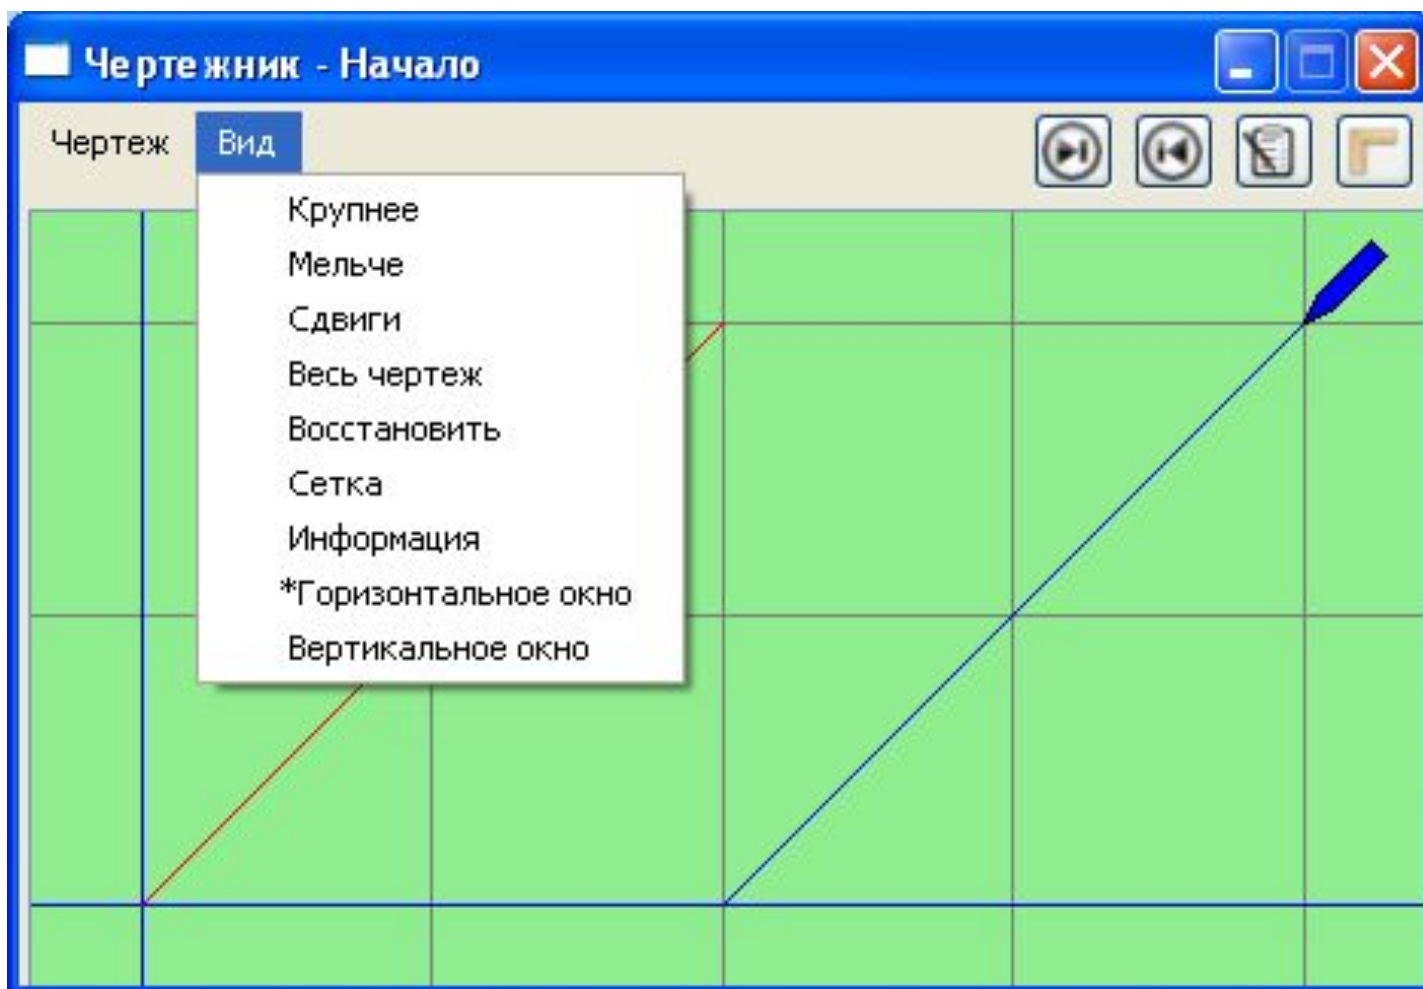 Чертежник - Начало
Чертеж Вид
Крупнее
Мельче
Сдвиги
Весь чертеж
Восстановить
Сетка
Информация
*Горизонтальное окно
Вертикальное окно